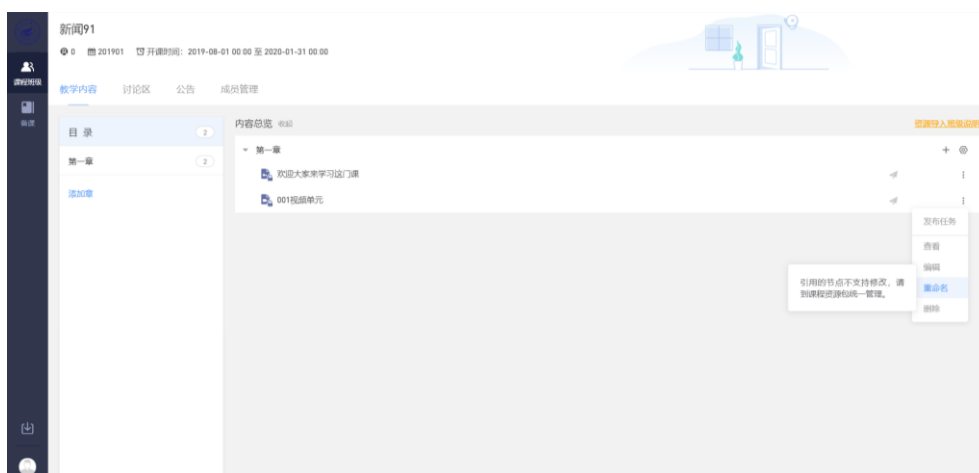 新闻91
0 201901 开课时间：2019-08-01 00:00 至 2020-01-31 00:00
课程班级
备课
教学内容 讨论区 公告 成员管理
目 录 2
第一章 2
添加章
内容总览 收起
资源导入班级说明
第一章
欢迎大家来学习这门课
001视频单元
发布任务
查看
编辑
重命名
删除
引用的节点不支持修改，请
到课程资源包统一管理。